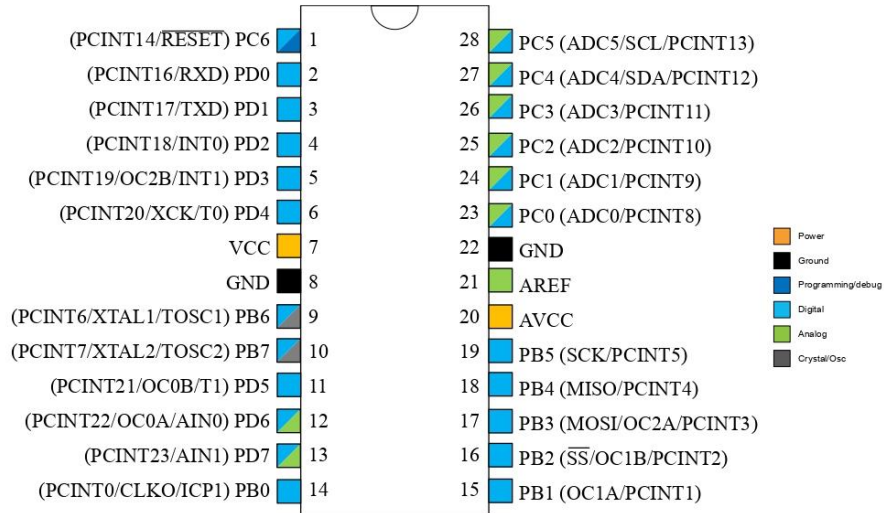 (PCINT14/RESET) PC6 1
(PCINT16/RXD) PD0 2
(PCINT17/TXD) PD1 3
(PCINT18/INT0) PD2 4
(PCINT19/OC2B/INT1) PD3 5
(PCINT20/XCK/T0) PD4 6
VCC 7
GND 8
(PCINT6/XTAL1/TOSC1) PB6 9
(PCINT7/XTAL2/TOSC2) PB7 10
(PCINT21/OC0B/T1) PD5 11
(PCINT22/OC0A/AIN0) PD6 12
(PCINT23/AIN1) PD7 13
(PCINT0/CLKO/ICP1) PB0 14
28 PC5 (ADC5/SCL/PCINT13)
27 PC4 (ADC4/SDA/PCINT12)
26 PC3 (ADC3/PCINT11)
25 PC2 (ADC2/PCINT10)
24 PC1 (ADC1/PCINT9)
23 PC0 (ADC0/PCINT8)
22 GND
21 AREF
20 AVCC
19 PB5 (SCK/PCINT5)
18 PB4 (MISO/PCINT4)
17 PB3 (MOSI/OC2A/PCINT3)
16 PB2 (SS/OC1B/PCINT2)
15 PB1 (OC1A/PCINT1)
Power
Ground
Programming/debug
Digital
Analog
Crystal/Osc